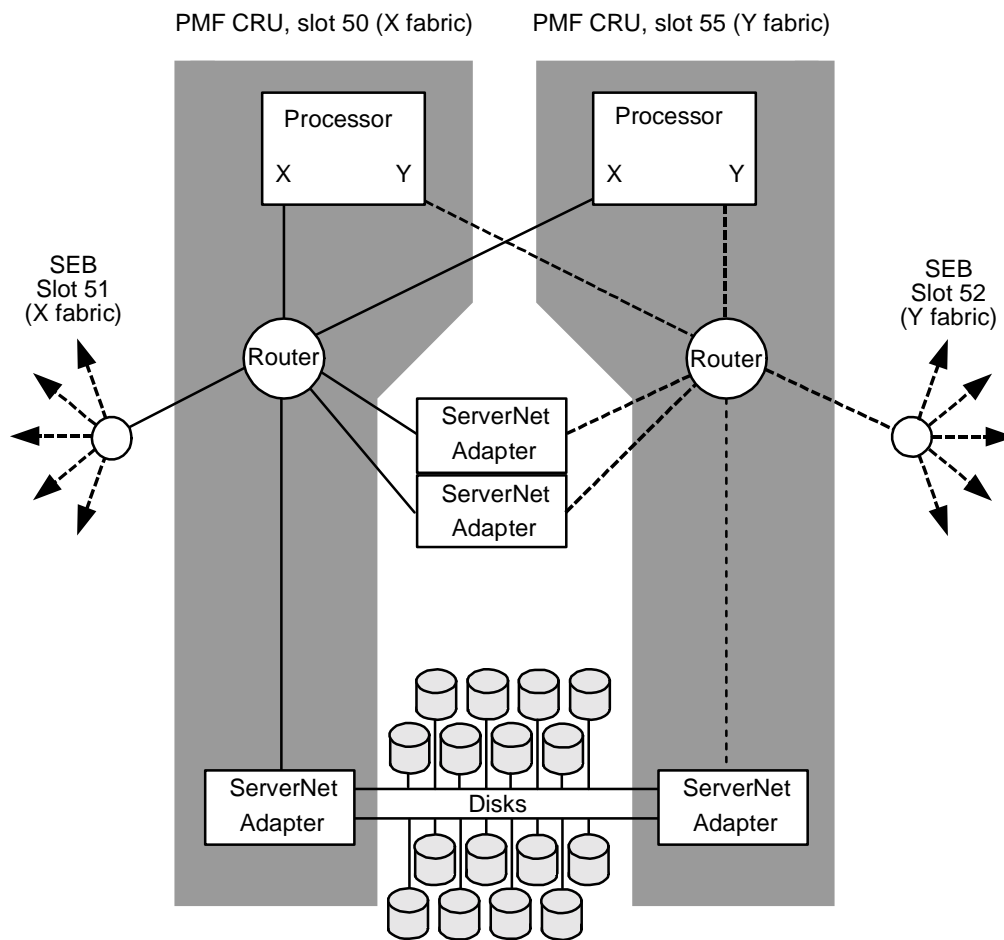 PMF CRU, slot 50 (X fabric)
PMF CRU, slot 55 (Y fabric)
Processor
X
Y
Processor
X
Y
SEB
Slot 51
(X fabric)
SEB
Slot 52
(Y fabric)
Router
Router
ServerNet
Adapter
ServerNet
Adapter
ServerNet
Adapter
Disks
ServerNet
Adapter